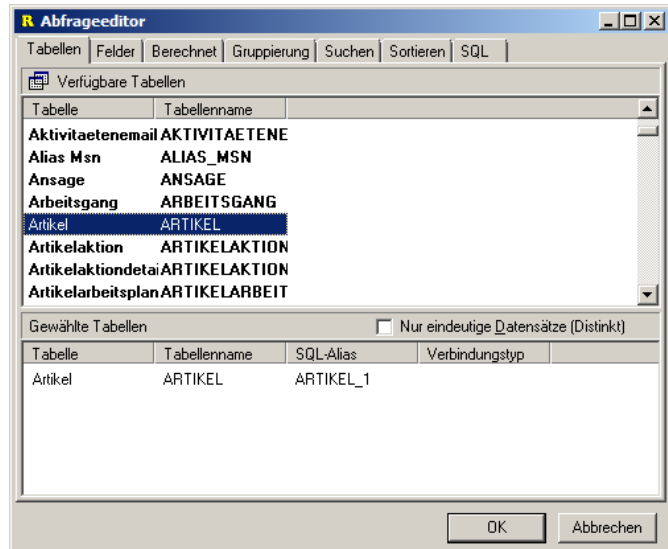 R Abfrageeditor
Tabellen Felder Berechnet Gruppierung Suchen Sortieren SQL
Verfügbare Tabellen
Tabelle Tabellenname
Aktivitaetenemail AKTIVITAETENE
Alias Msn ALIAS_MSN
Ansage ANSAGE
Arbeitsgang ARBEITSGANG
Artikel ARTIKEL
Artikelaktion ARTIKELAKTION
Artikelaktiondetai ARTIKELAKTION
Artikelarbeitsplan ARTIKELARBEIT
Gewählte Tabellen Nur eindeutige Datensätze (Distinkt)
Tabelle Tabellenname SQL-Alias Verbindungstyp
Artikel ARTIKEL ARTIKEL_1
OK Abbrechen